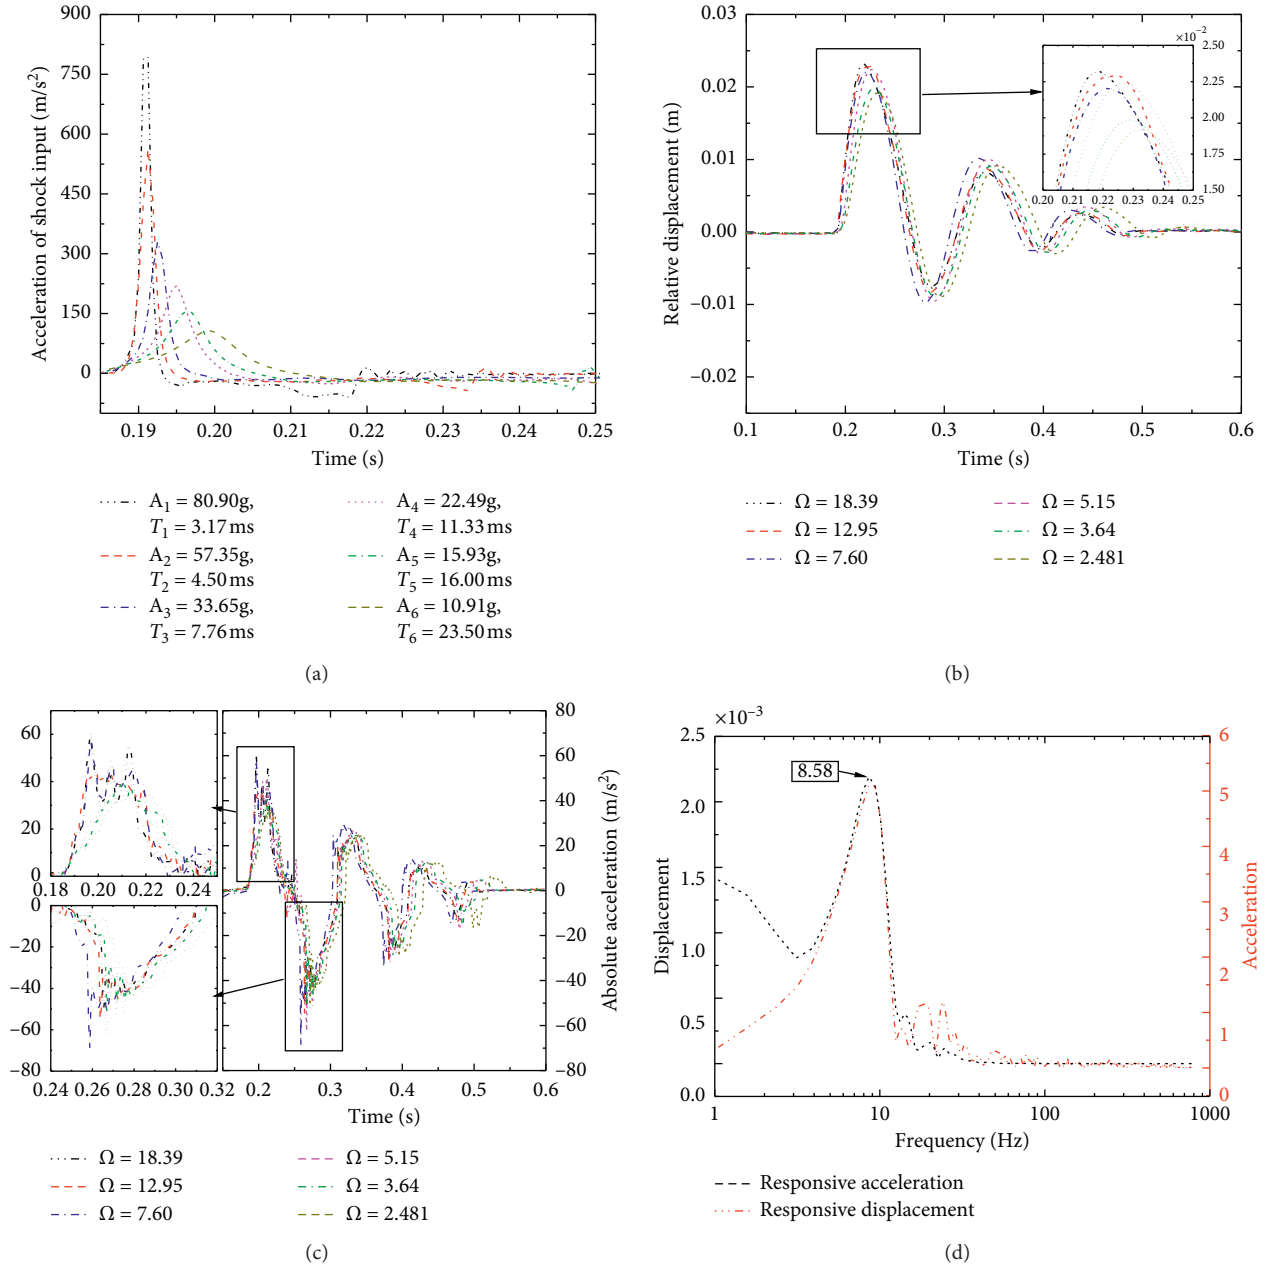 900
750
600
450
300
150
0
Acceleration of shock input (m/s²)
0.19 0.20 0.21 0.22 0.23 0.24 0.25
Time (s)
A₁ = 80.90g,
T₁ = 3.17 ms
A₂ = 57.35g,
T₂ = 4.50 ms
A₃ = 33.65g,
T₃ = 7.76 ms
A₄ = 22.49g,
T₄ = 11.33 ms
A₅ = 15.93g,
T₅ = 16.00 ms
A₆ = 10.91g,
T₆ = 23.50 ms
(a)
0.03
0.02
0.01
0.00
−0.01
−0.02
Relative displacement (m)
×10⁻²
2.50
2.25
2.00
1.75
1.50
0.20 0.21 0.22 0.23 0.24 0.25
0.1 0.2 0.3 0.4 0.5 0.6
Time (s)
Ω = 18.39
Ω = 12.95
Ω = 7.60
Ω = 5.15
Ω = 3.64
Ω = 2.481
(b)
60
40
20
0
0.18 0.20 0.22 0.24
0
−20
−40
−60
−80
0.24 0.26 0.28 0.30 0.32
80
60
40
20
0
−20
−40
−60
−80
Absolute acceleration (m/s²)
0.2 0.3 0.4 0.5 0.6
Time (s)
Ω = 18.39
Ω = 12.95
Ω = 7.60
Ω = 5.15
Ω = 3.64
Ω = 2.481
(c)
×10⁻³
2.5
2.0
1.5
1.0
0.5
0.0
Displacement
8.58
6
5
4
3
2
1
0
Acceleration
1 10 100 1000
Frequency (Hz)
Responsive acceleration
Responsive displacement
(d)